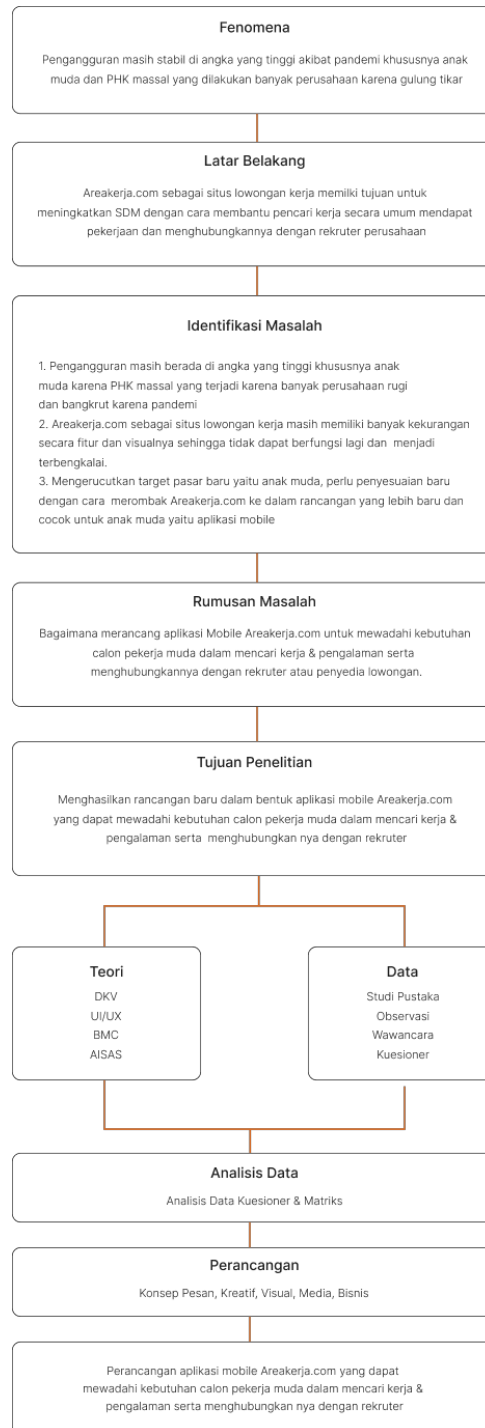 Fenomena
Pengangguran masih stabil di angka yang tinggi akibat pandemi khususnya anak
muda dan PHK massal yang dilakukan banyak perusahaan karena gulung tikar
Latar Belakang
Areakerja.com sebagai situs lowongan kerja memilki tujuan untuk
meningkatkan SDM dengan cara membantu pencari kerja secara umum mendapat
pekerjaan dan menghubungkannya dengan rekruter perusahaan
Identifikasi Masalah
1. Pengangguran masih berada di angka yang tinggi khususnya anak
muda karena PHK massal yang terjadi karena banyak perusahaan rugi
dan bangkrut karena pandemi
2. Areakerja.com sebagai situs lowongan kerja masih memiliki banyak kekurangan
secara fitur dan visualnya sehingga tidak dapat berfungsi lagi dan menjadi
terbengkalai.
3. Mengerucutkan target pasar baru yaitu anak muda, perlu penyesuaian baru
dengan cara merombak Areakerja.com ke dalam rancangan yang lebih baru dan
cocok untuk anak muda yaitu aplikasi mobile
Rumusan Masalah
Bagaimana merancang aplikasi Mobile Areakerja.com untuk mewadahi kebutuhan
calon pekerja muda dalam mencari kerja & pengalaman serta
menghubungkannya dengan rekruter atau penyedia lowongan.
Tujuan Penelitian
Menghasilkan rancangan baru dalam bentuk aplikasi mobile Areakerja.com
yang dapat mewadahi kebutuhan calon pekerja muda dalam mencari kerja &
pengalaman serta menghubungkan nya dengan rekruter
Teori
DKV
UI/UX
BMC
AISAS
Data
Studi Pustaka
Observasi
Wawancara
Kuesioner
Analisis Data
Analisis Data Kuesioner & Matriks
Perancangan
Konsep Pesan, Kreatif, Visual, Media, Bisnis
Perancangan aplikasi mobile Areakerja.com yang dapat
mewadahi kebutuhan calon pekerja muda dalam mencari kerja &
pengalaman serta menghubungkan nya dengan rekruter